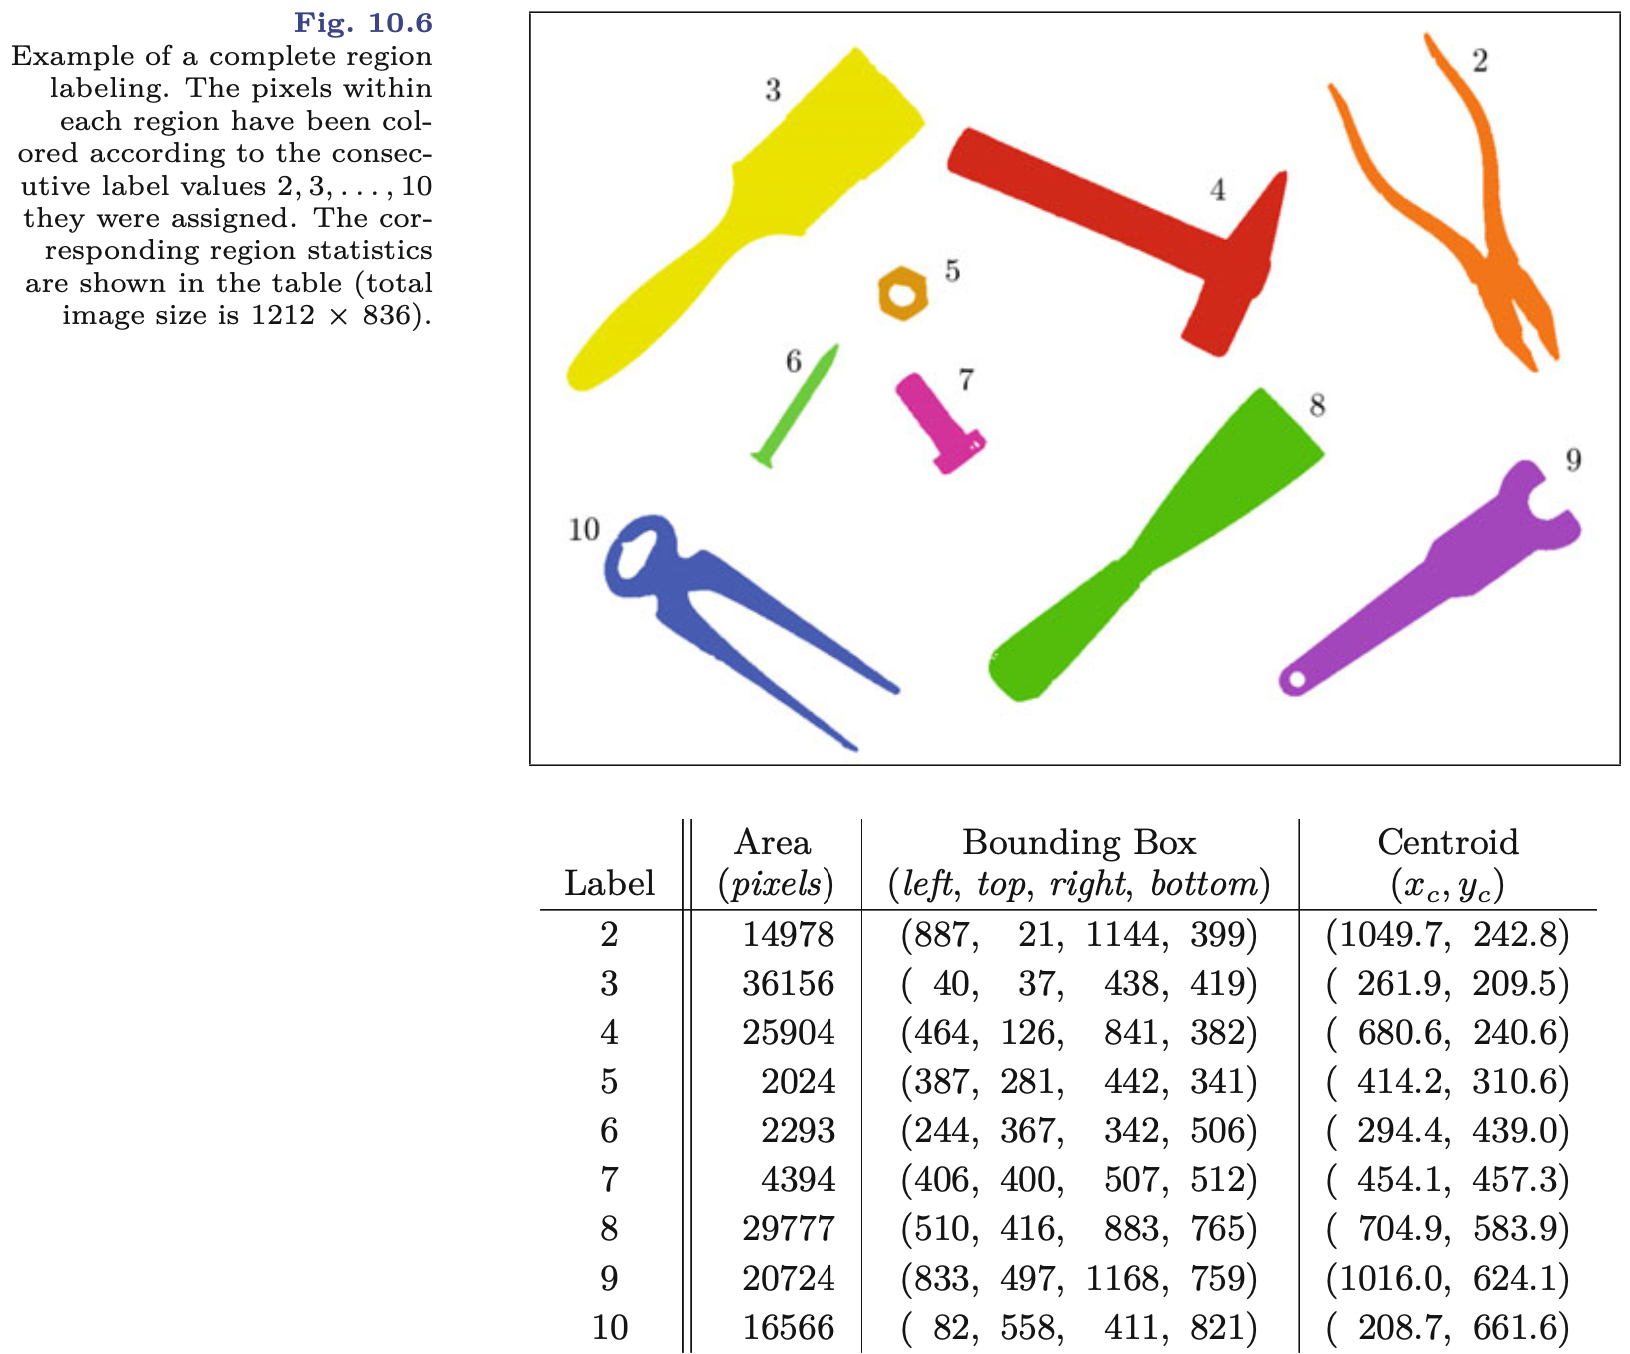 Fig. 10.6
Example of a complete region
labeling. The pixels within
each region have been col-
ored according to the consec-
utive label values 2, 3, . . . , 10
they were assigned. The cor-
responding region statistics
are shown in the table (total
image size is 1212 × 836).
2
3
4
5
6
7
8
9
10
Area Bounding Box Centroid
Label (pixels) (left, top, right, bottom) (x_c, y_c)
2 14978 (887, 21, 1144, 399) (1049.7, 242.8)
3 36156 ( 40, 37, 438, 419) ( 261.9, 209.5)
4 25904 (464, 126, 841, 382) ( 680.6, 240.6)
5 2024 (387, 281, 442, 341) ( 414.2, 310.6)
6 2293 (244, 367, 342, 506) ( 294.4, 439.0)
7 4394 (406, 400, 507, 512) ( 454.1, 457.3)
8 29777 (510, 416, 883, 765) ( 704.9, 583.9)
9 20724 (833, 497, 1168, 759) (1016.0, 624.1)
10 16566 ( 82, 558, 411, 821) ( 208.7, 661.6)